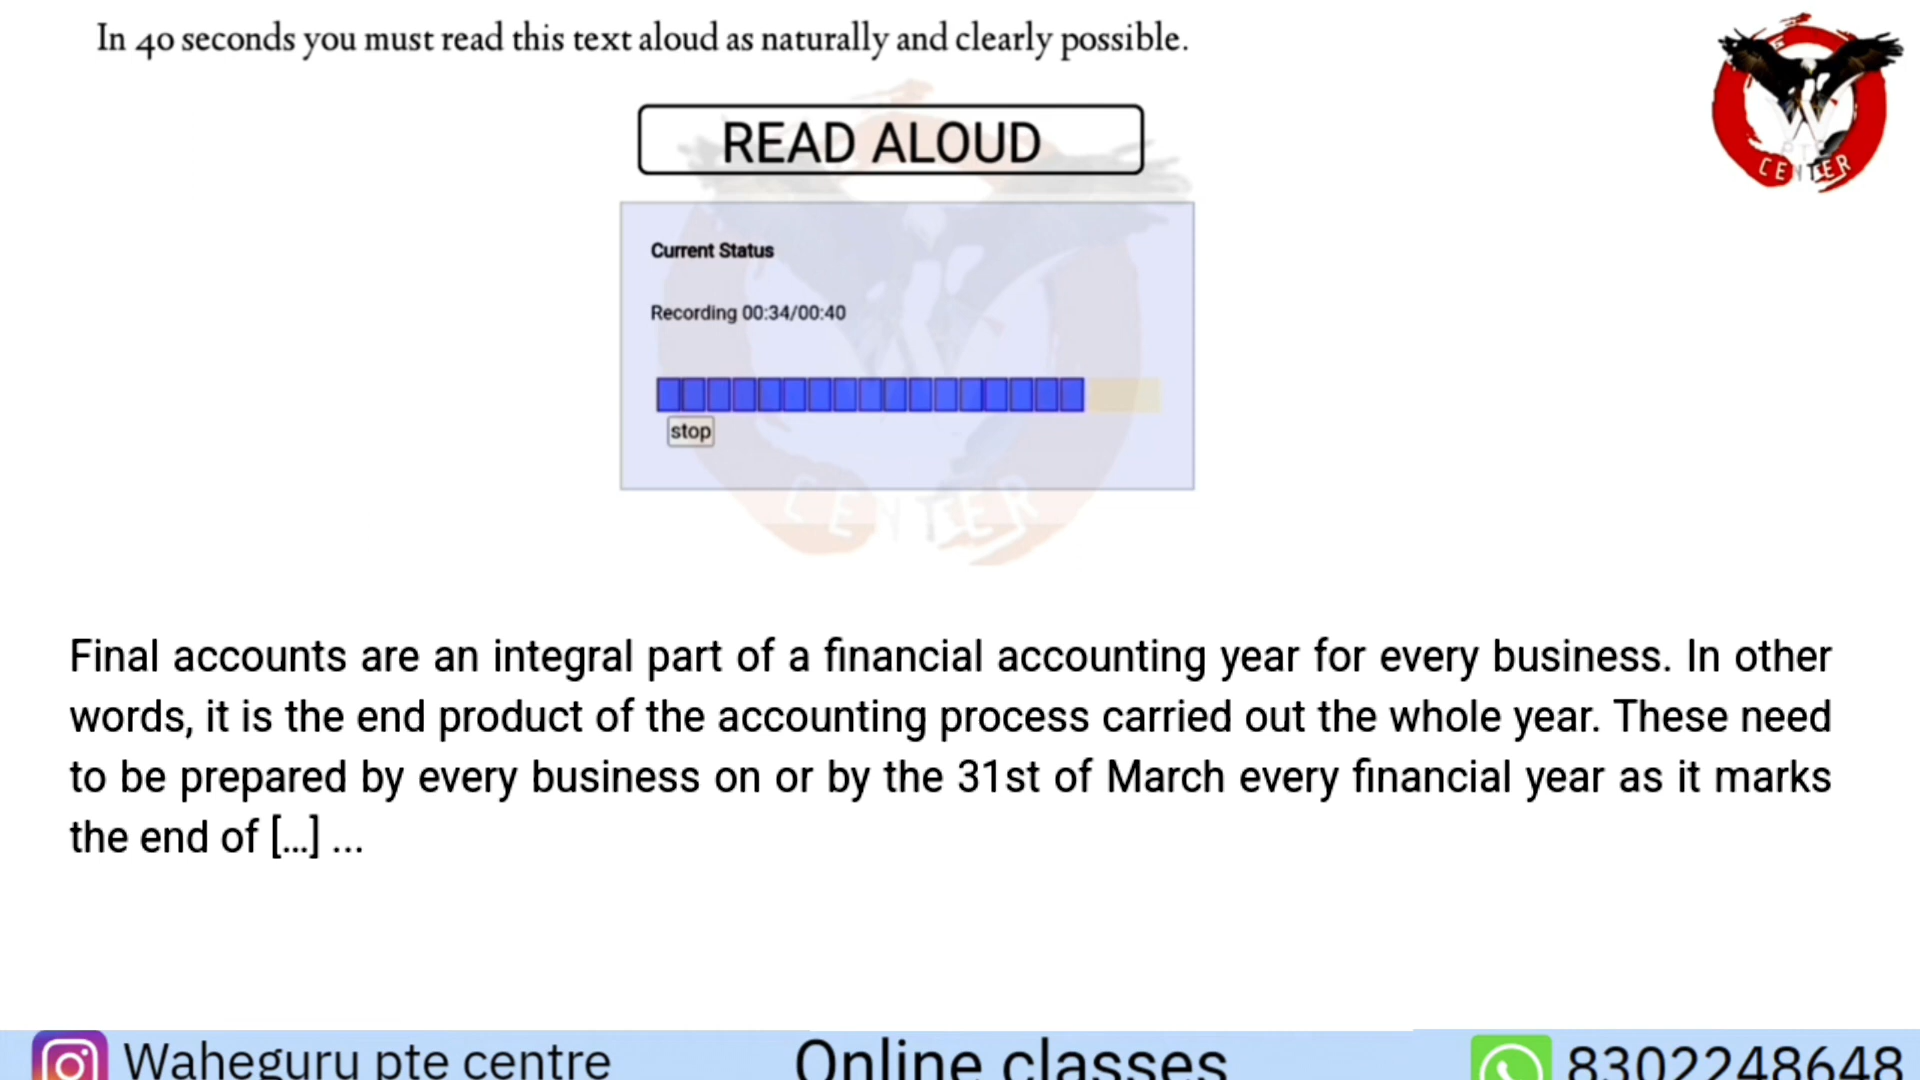 In 40 seconds you must read this text aloud as naturally and clearly possible.
READ ALOUD
Current Status
Recording 00:34/00:40
stop
CENTER
CENTER
Final accounts are an integral part of a financial accounting year for every business. In other
words, it is the end product of the accounting process carried out the whole year. These need
to be prepared by every business on or by the 31st of March every financial year as it marks
the end of [...] ...
Waheguru pte centre
Online classes
8302248648